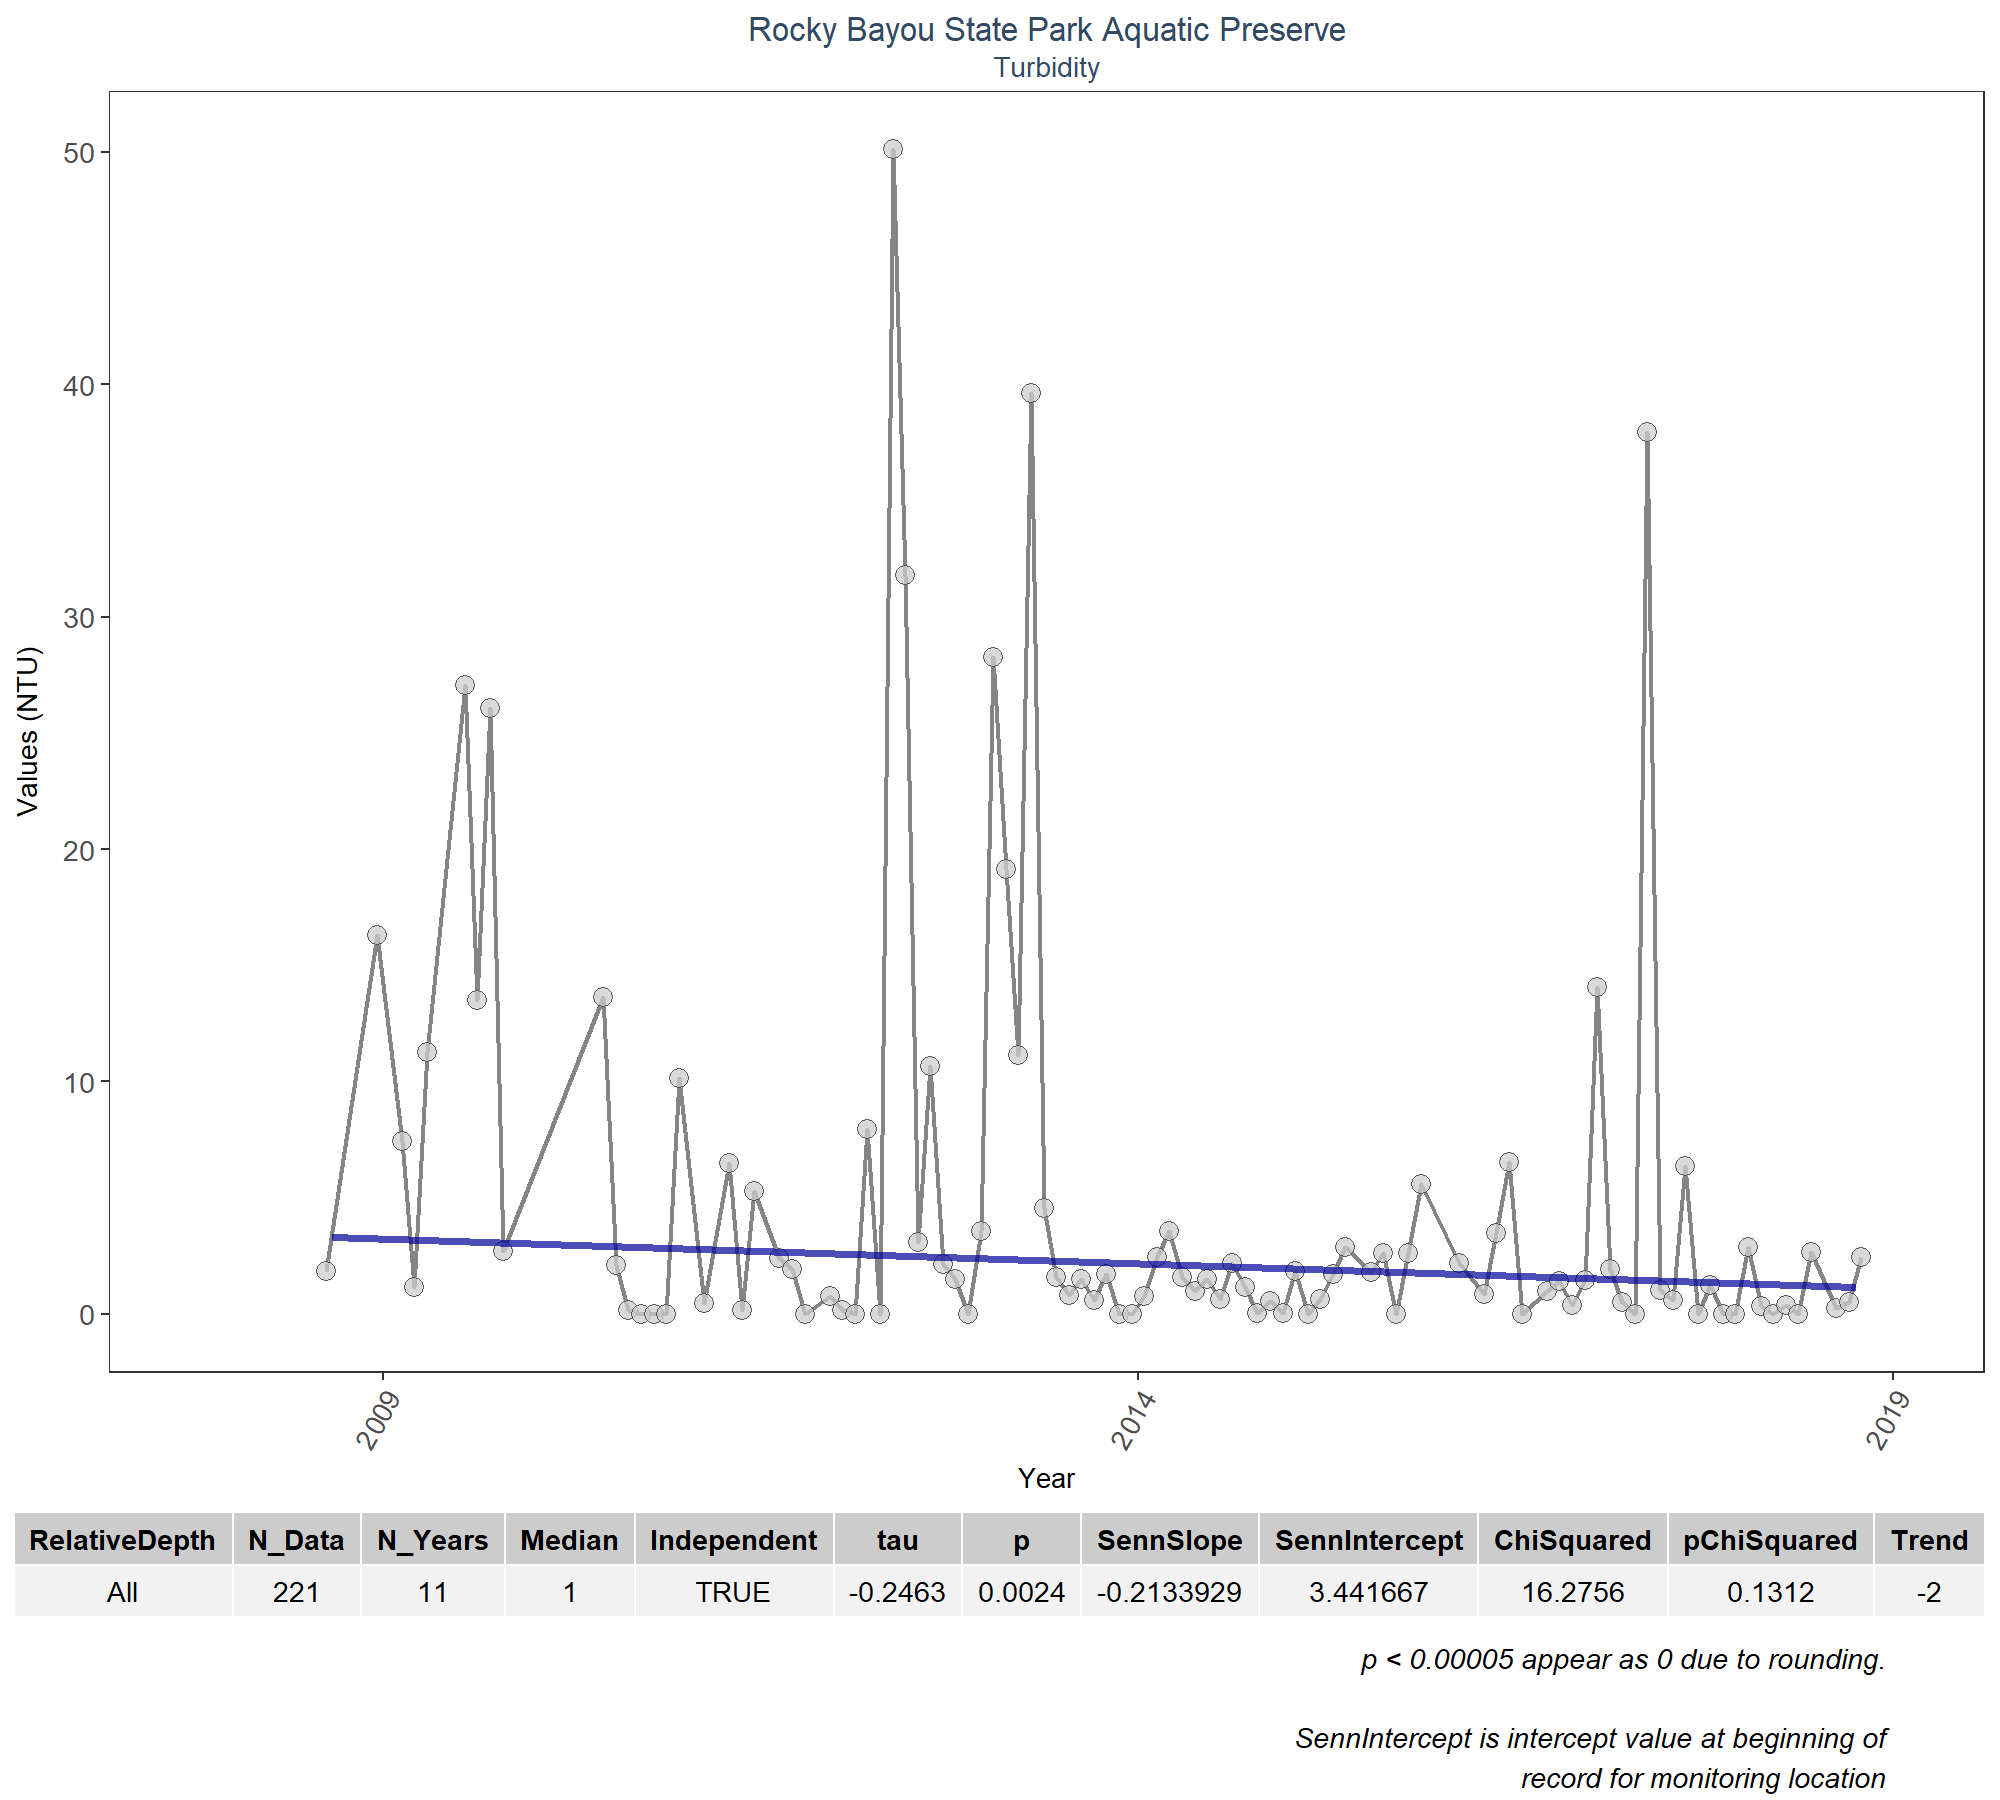 Rocky Bayou State Park Aquatic Preserve
Turbidity
50
40
30
20
10
0
Values (NTU)
2009
2014
2019
Year
RelativeDepth N_Data N_Years Median Independent tau p SennSlope SennIntercept ChiSquared pChiSquared Trend
All 221 11 1 TRUE -0.2463 0.0024 -0.2133929 3.441667 16.2756 0.1312 -2
p < 0.00005 appear as 0 due to rounding.
SennIntercept is intercept value at beginning of
record for monitoring location